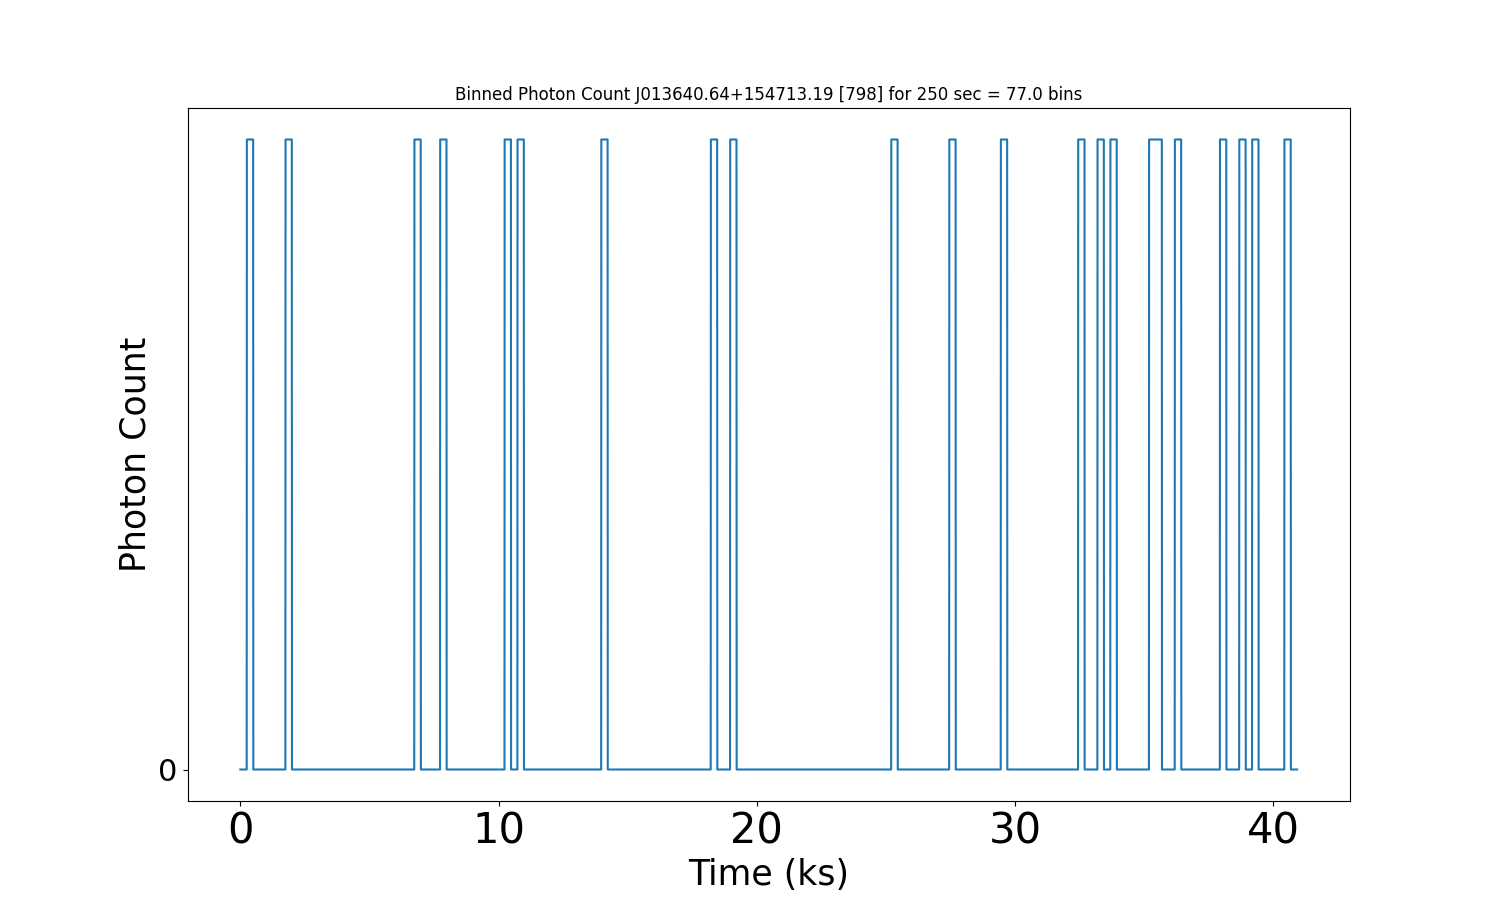 Binned Photon Count J013640.64+154713.19 [798] for 250 sec = 77.0 bins
Photon Count
0
0 10 20 30 40
Time (ks)